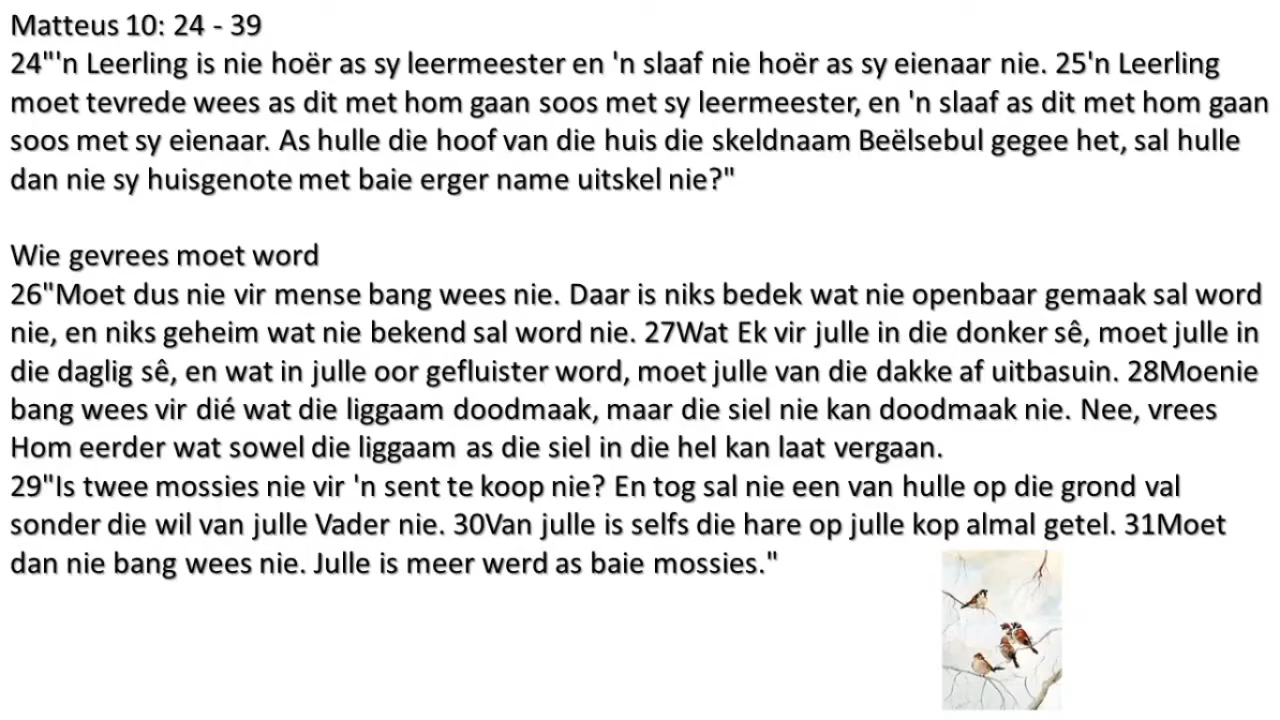 Matteus 10: 24 - 39
24"'n Leerling is nie hoër as sy leermeester en 'n slaaf nie hoër as sy eienaar nie. 25'n Leerling
moet tevrede wees as dit met hom gaan soos met sy leermeester, en 'n slaaf as dit met hom gaan
soos met sy eienaar. As hulle die hoof van die huis die skeldnaam Beëlsebul gegee het, sal hulle
dan nie sy huisgenote met baie erger name uitskel nie?"
Wie gevrees moet word
26"Moet dus nie vir mense bang wees nie. Daar is niks bedek wat nie openbaar gemaak sal word
nie, en niks geheim wat nie bekend sal word nie. 27Wat Ek vir julle in die donker sê, moet julle in
die daglig sê, en wat in julle oor gefluister word, moet julle van die dakke af uitbasuin. 28Moenie
bang wees vir dié wat die liggaam doodmaak, maar die siel nie kan doodmaak nie. Nee, vrees
Hom eerder wat sowel die liggaam as die siel in die hel kan laat vergaan.
29"Is twee mossies nie vir 'n sent te koop nie? En tog sal nie een van hulle op die grond val
sonder die wil van julle Vader nie. 30Van julle is selfs die hare op julle kop almal getel. 31Moet
dan nie bang wees nie. Julle is meer werd as baie mossies."